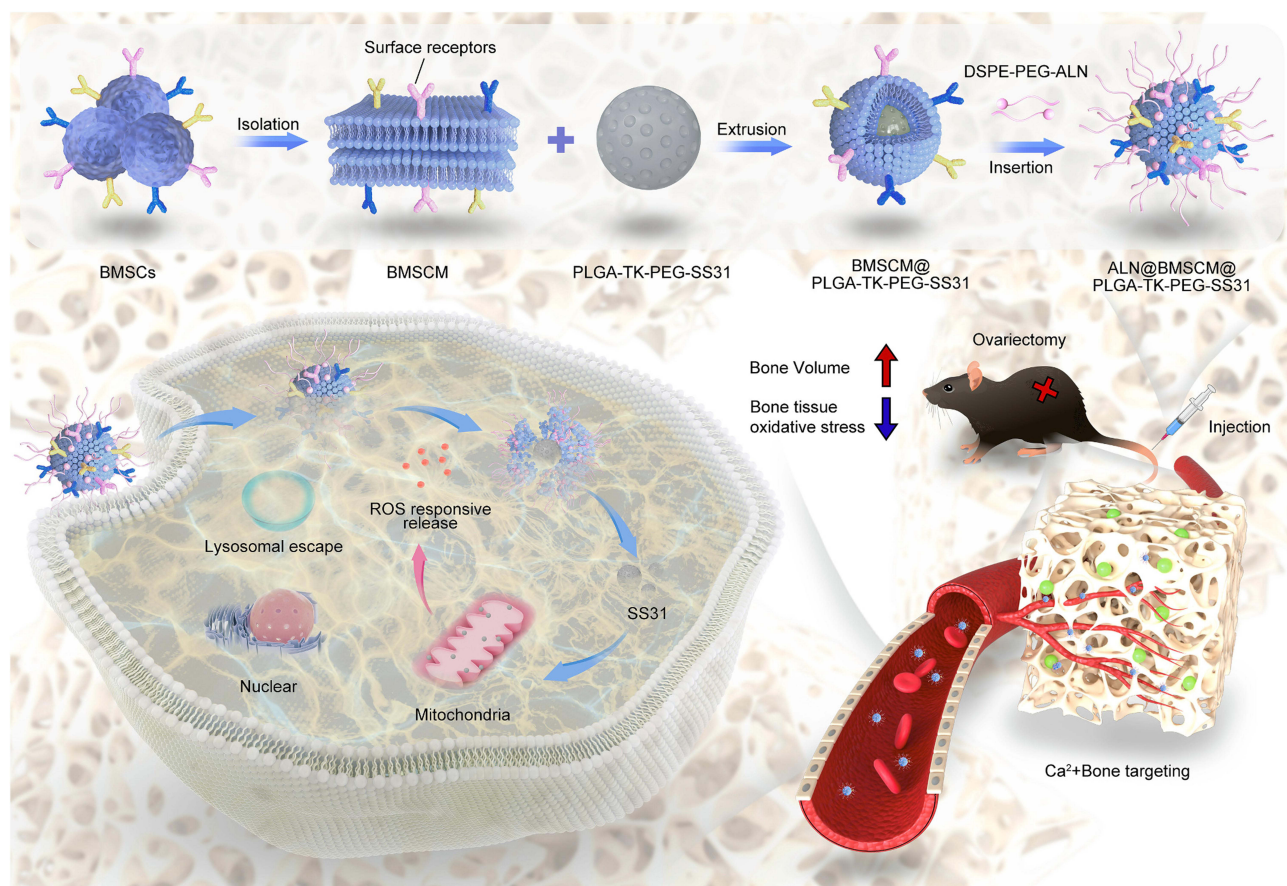 Surface receptors
DSPE-PEG-ALN
Isolation
Extrusion
Insertion
BMSCs
BMSCM
PLGA-TK-PEG-SS31
BMSCM@
PLGA-TK-PEG-SS31
ALN@BMSCM@
PLGA-TK-PEG-SS31
Ovariectomy
Bone Volume
Bone tissue
oxidative stress
Injection
ROS responsive
release
Lysosomal escape
SS31
Nuclear
Mitochondria
Ca²+Bone targeting